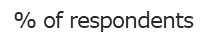 % of respondents